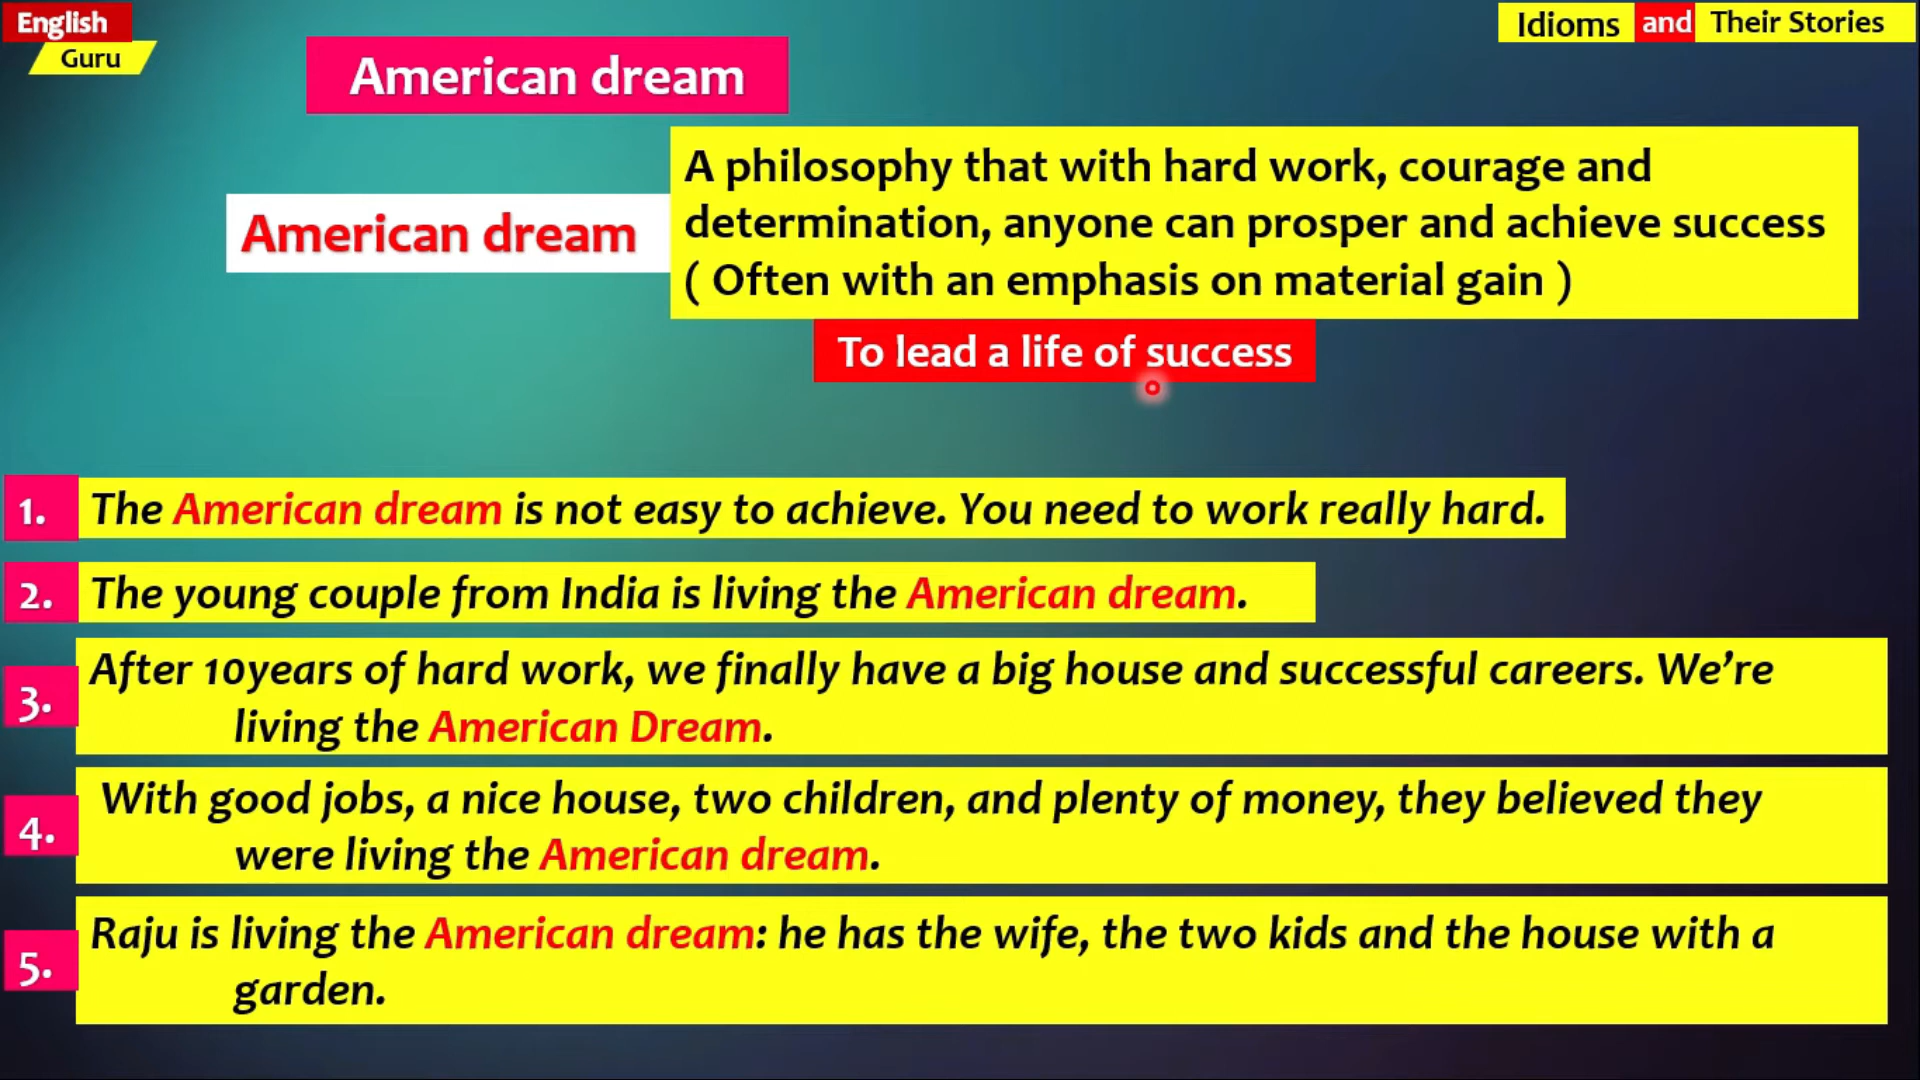 English
Guru
Idioms and Their Stories
American dream
American dream
A philosophy that with hard work, courage and
determination, anyone can prosper and achieve success
( Often with an emphasis on material gain )
To lead a life of success
1. The American dream is not easy to achieve. You need to work really hard.
2. The young couple from India is living the American dream.
3. After 10years of hard work, we finally have a big house and successful careers. We’re
living the American Dream.
4. With good jobs, a nice house, two children, and plenty of money, they believed they
were living the American dream.
5. Raju is living the American dream: he has the wife, the two kids and the house with a
garden.